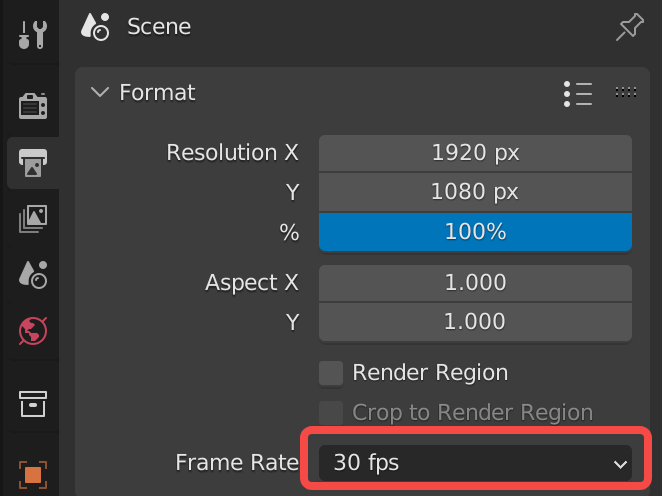 Scene
Format
Resolution X 1920 px
Y 1080 px
% 100%
Aspect X 1.000
Y 1.000
Render Region
Crop to Render Region
Frame Rate 30 fps